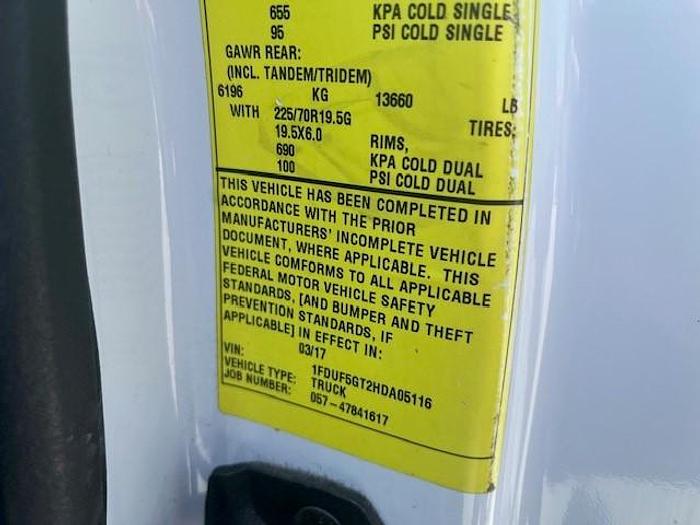 655 KPA COLD SINGLE
95 PSI COLD SINGLE
GAWR REAR:
(INCL. TANDEM/TRIDEM)
6196 KG 13660 LB
WITH 225/70R19.5G TIRES;
19.5X6.0 RIMS,
690 KPA COLD DUAL
100 PSI COLD DUAL
THIS VEHICLE HAS BEEN COMPLETED IN
ACCORDANCE WITH THE PRIOR
MANUFACTURERS' INCOMPLETE VEHICLE
DOCUMENT, WHERE APPLICABLE. THIS
VEHICLE COMFORMS TO ALL APPLICABLE
FEDERAL MOTOR VEHICLE SAFETY
STANDARDS, [AND BUMPER AND THEFT
PREVENTION STANDARDS, IF
APPLICABLE] IN EFFECT IN:
03/17
VIN: 1FDUF5GT2HDA05116
VEHICLE TYPE: TRUCK
JOB NUMBER: 057-47841617